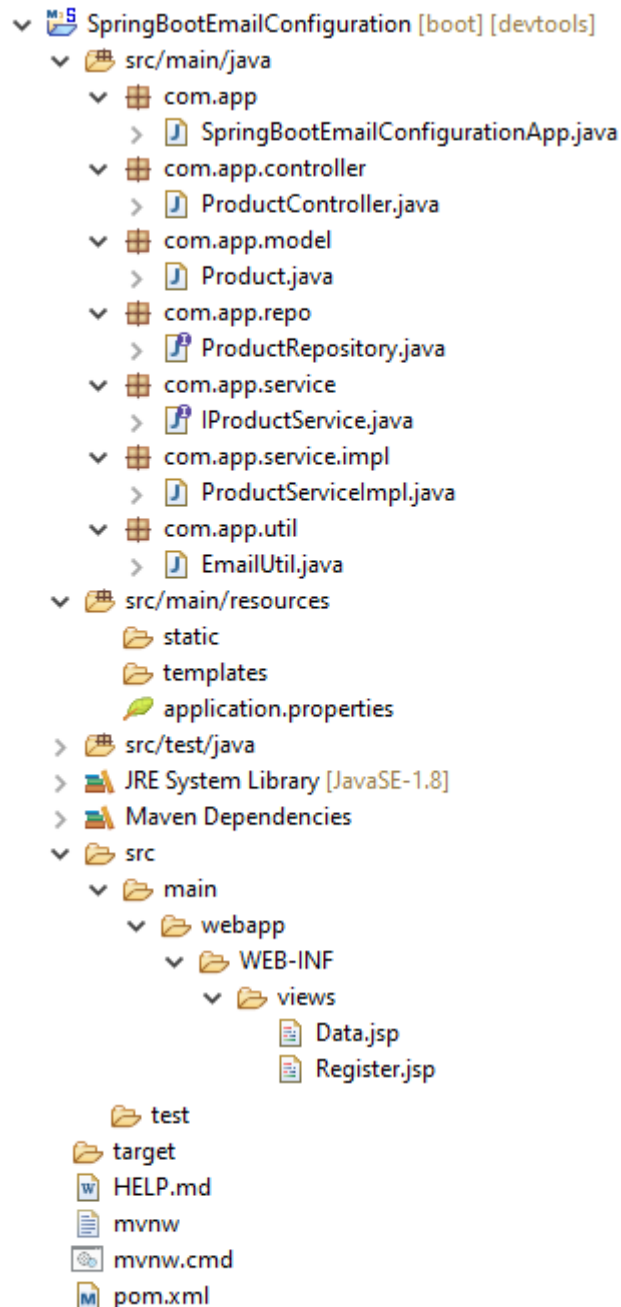 SpringBootEmailConfiguration [boot] [devtools]
src/main/java
com.app
SpringBootEmailConfigurationApp.java
com.app.controller
ProductController.java
com.app.model
Product.java
com.app.repo
ProductRepository.java
com.app.service
IProductService.java
com.app.service.impl
ProductServiceImpl.java
com.app.util
EmailUtil.java
src/main/resources
static
templates
application.properties
src/test/java
JRE System Library [JavaSE-1.8]
Maven Dependencies
src
main
webapp
WEB-INF
views
Data.jsp
Register.jsp
test
target
HELP.md
mvnw
mvnw.cmd
pom.xml